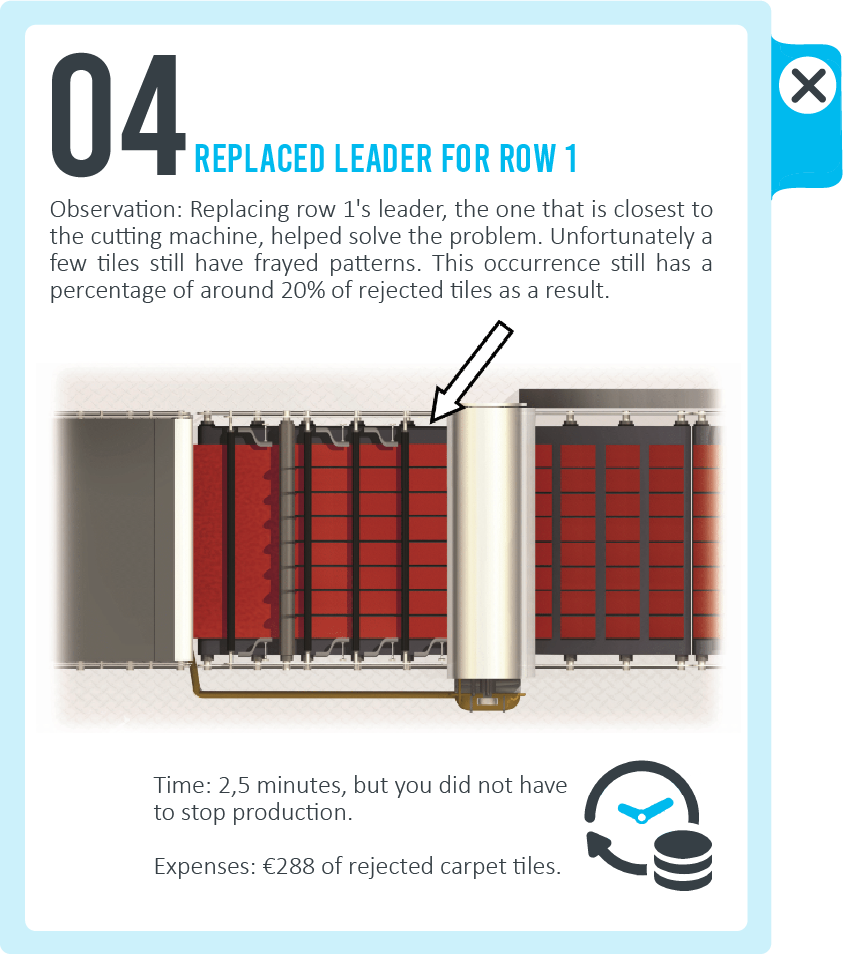 04 REPLACED LEADER FOR ROW 1
Observation: Replacing row 1's leader, the one that is closest to
the cutting machine, helped solve the problem. Unfortunately a
few tiles still have frayed patterns. This occurrence still has a
percentage of around 20% of rejected tiles as a result.
Time: 2,5 minutes, but you did not have
to stop production.
Expenses: €288 of rejected carpet tiles.